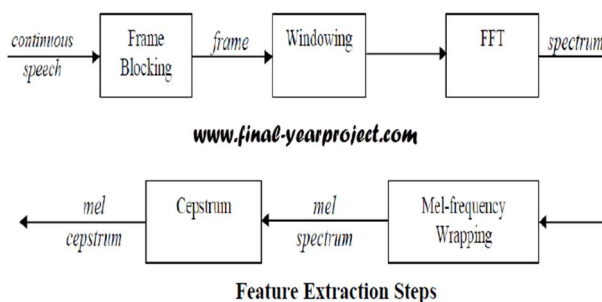 continuous
speech
Frame
Blocking
frame
Windowing
FFT
spectrum
www.final-yearproject.com
mel
cepstrum
Cepstrum
mel
spectrum
Mel-frequency
Wrapping
Feature Extraction Steps